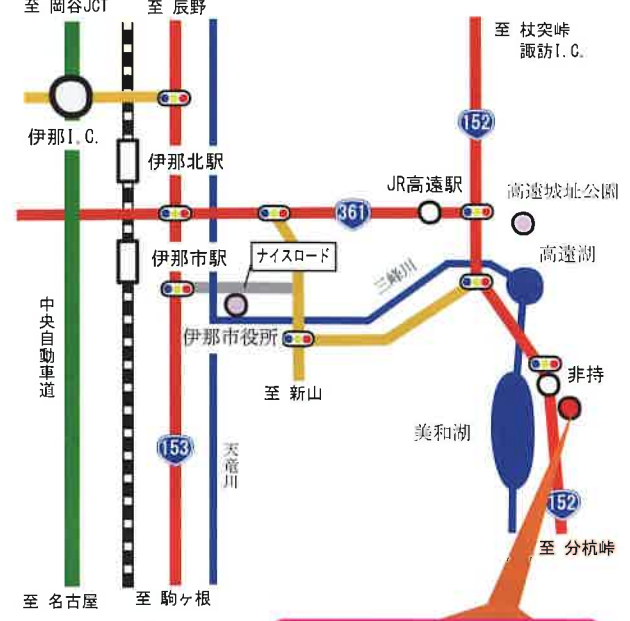 至 岡谷JCT
至 辰野
至 杖突峠
諏訪I.C.
152
伊那I.C.
伊那北駅
JR高遠駅
高遠城址公園
361
高遠湖
伊那市駅
ナイスロード
三峰川
中央自動車道
伊那市役所
非持
至 新山
美和湖
153
天竜川
152
至 分杭峠
至 名古屋
至 駒ヶ根